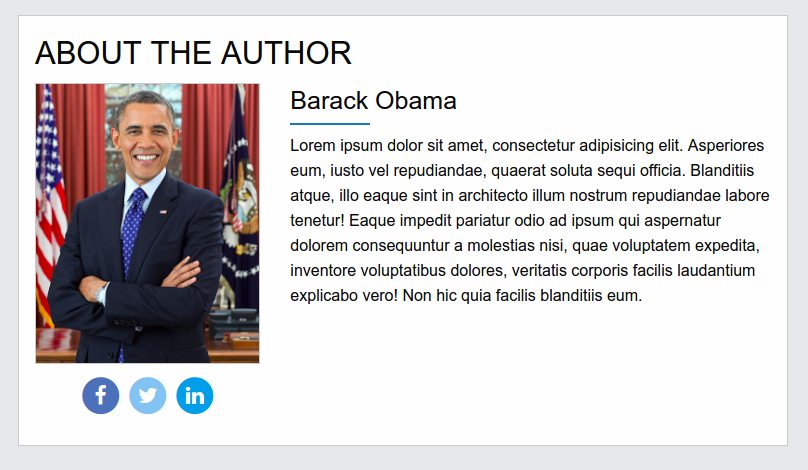 ABOUT THE AUTHOR
Barack Obama
Lorem ipsum dolor sit amet, consectetur adipisicing elit. Asperiores
eum, iusto vel repudiandae, quaerat soluta sequi officia. Blanditiis
atque, illo eaque sint in architecto illum nostrum repudiandae labore
tenetur! Eaque impedit pariatur odio ad ipsum qui aspernatur
dolorem consequuntur a molestias nisi, quae voluptatem expedita,
inventore voluptatibus dolores, veritatis corporis facilis laudantium
explicabo vero! Non hic quia facilis blanditiis eum.
f
in